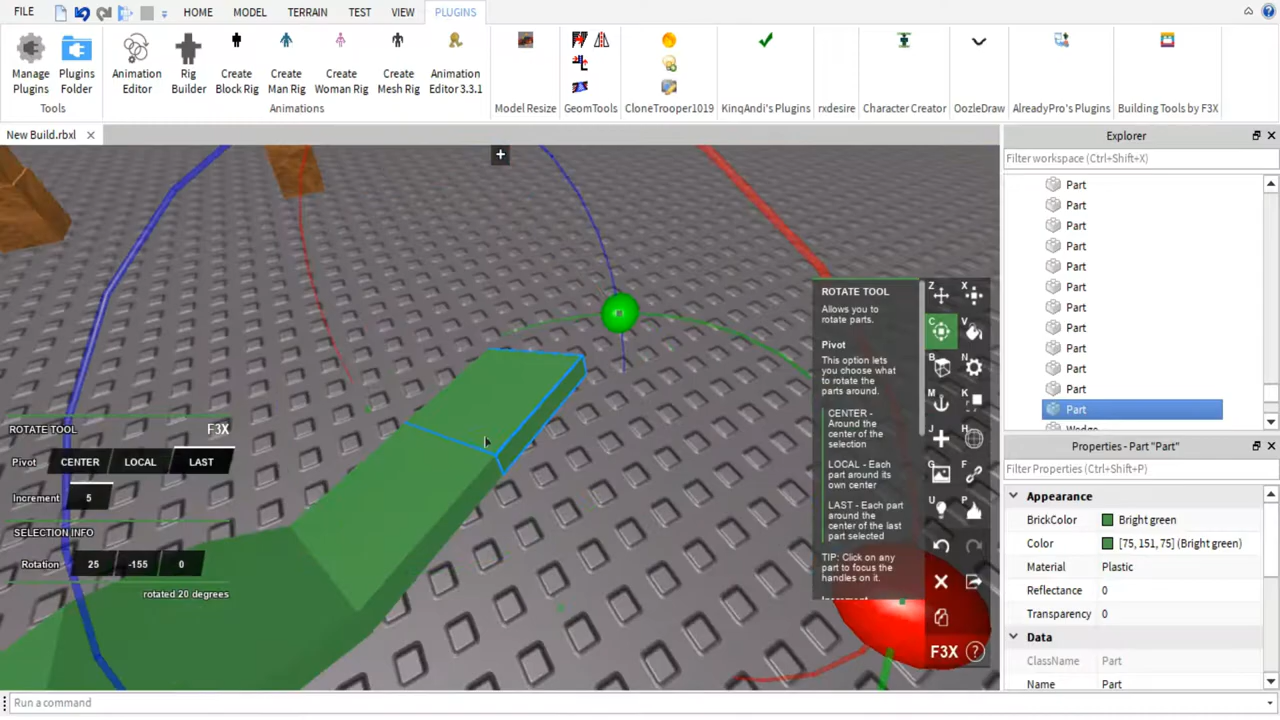 FILE
HOME
MODEL
TERRAIN
TEST
VIEW
PLUGINS
Manage
Plugins
Plugins
Folder
Tools
Animation
Editor
Rig
Builder
Create
Block Rig
Create
Man Rig
Create
Woman Rig
Create
Mesh Rig
Animation
Editor 3.3.1
Animations
Model Resize
GeomTools
CloneTrooper1019
KinqAndi's Plugins
rxdesire
Character Creator
OozleDraw
AlreadyPro's Plugins
Building Tools by F3X
New Build.rbxl
Explorer
Filter workspace (Ctrl+Shift+X)
Part
Part
Part
Part
Part
Part
Part
Part
Part
Part
Part
Part
Properties - Part "Part"
Filter Properties (Ctrl+Shift+P)
Appearance
BrickColor Bright green
Color [75, 151, 75] (Bright green)
Material Plastic
Reflectance 0
Transparency 0
Data
ClassName Part
Name Part
ROTATE TOOL
Allows you to
rotate parts.
Pivot
This option lets
you choose what
to rotate the
parts around.
CENTER -
Around the
center of the
selection
LOCAL - Each
part around its
own center
LAST - Each part
around the
center of the last
part selected
TIP: Click on any
part to focus the
handles on it.
Z X
C V
B N
M K
J H
G F
U P
F3X ?
ROTATE TOOL F3X
Pivot CENTER LOCAL LAST
Increment 5
SELECTION INFO
Rotation 25 -155 0
rotated 20 degrees
Run a command